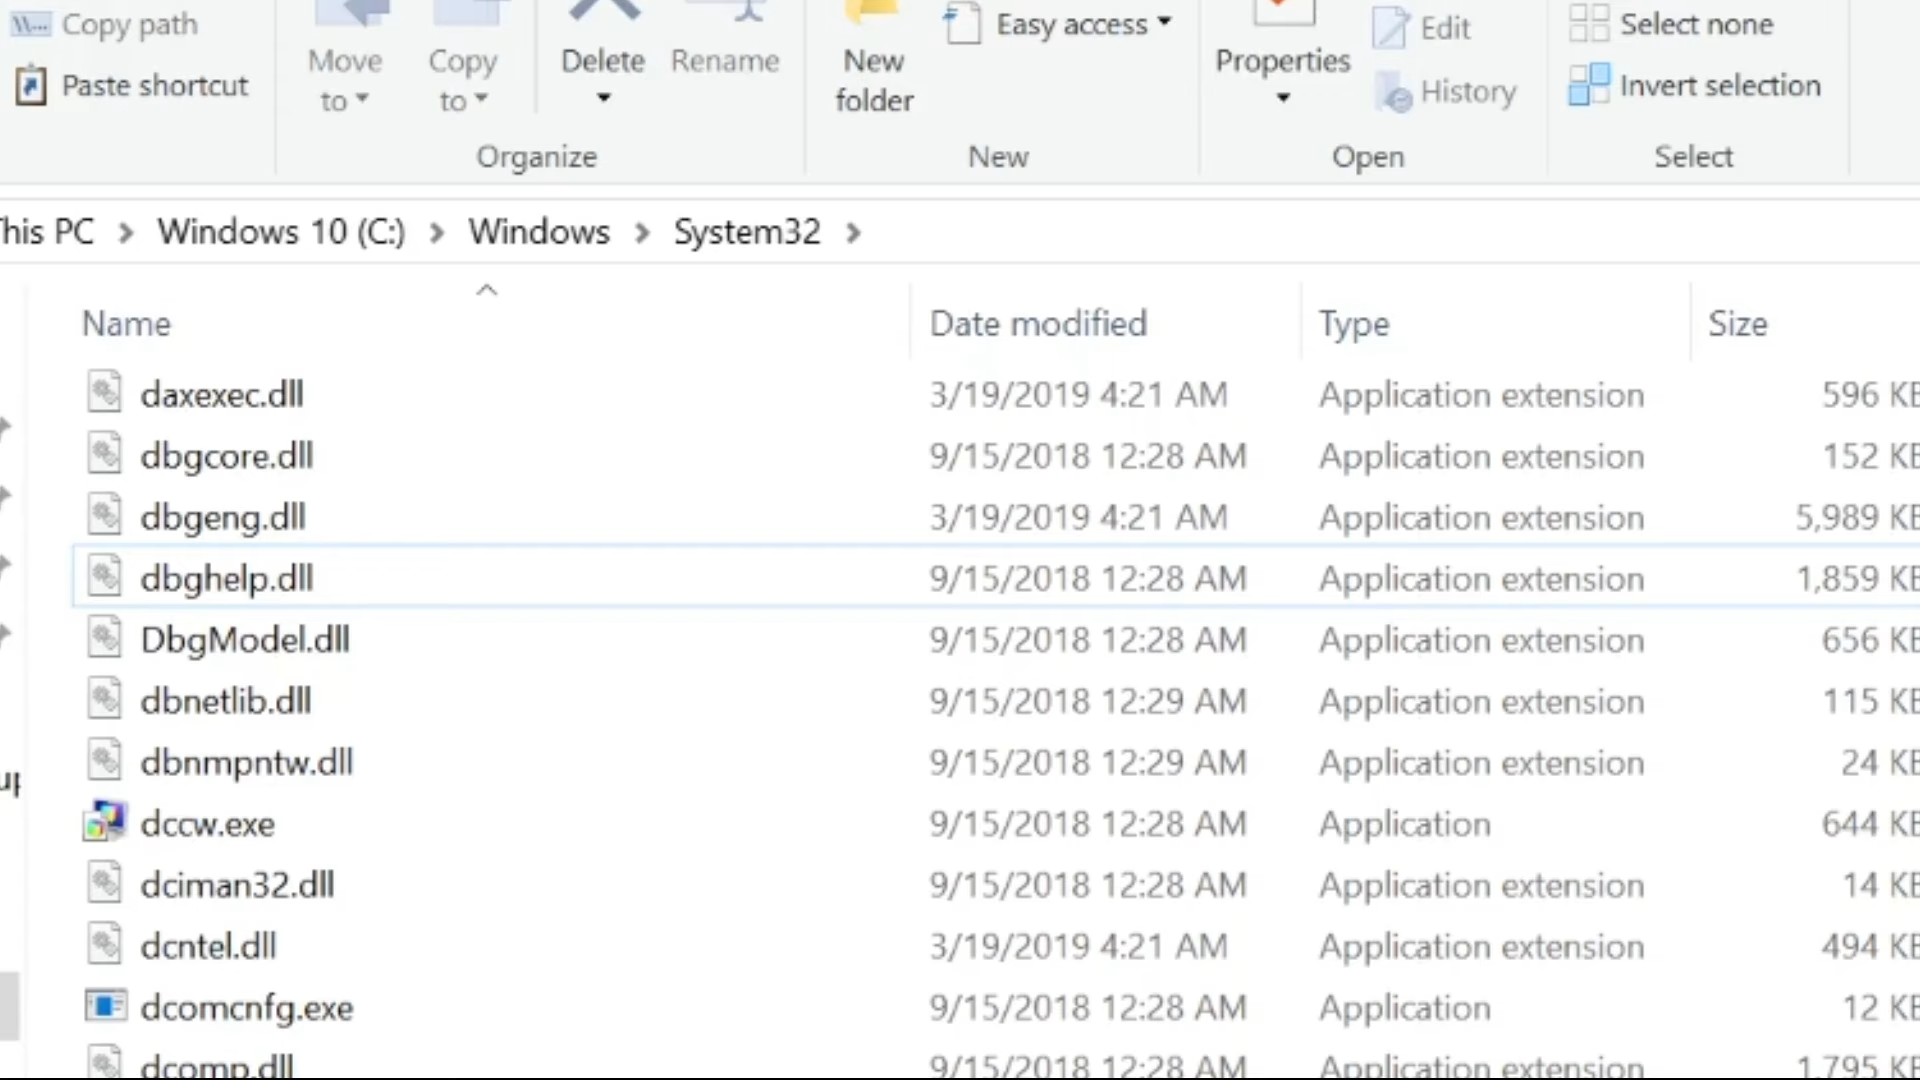 Copy path
Paste shortcut
Move to
Copy to
Delete
Rename
Organize
New folder
Easy access
New
Properties
Edit
History
Open
Select none
Invert selection
Select
This PC > Windows 10 (C:) > Windows > System32 >
Name Date modified Type Size
daxexec.dll 3/19/2019 4:21 AM Application extension 596 KB
dbgcore.dll 9/15/2018 12:28 AM Application extension 152 KB
dbgeng.dll 3/19/2019 4:21 AM Application extension 5,989 KB
dbghelp.dll 9/15/2018 12:28 AM Application extension 1,859 KB
DbgModel.dll 9/15/2018 12:28 AM Application extension 656 KB
dbnetlib.dll 9/15/2018 12:29 AM Application extension 115 KB
dbnmpntw.dll 9/15/2018 12:29 AM Application extension 24 KB
dccw.exe 9/15/2018 12:28 AM Application 644 KB
dciman32.dll 9/15/2018 12:28 AM Application extension 14 KB
dcntel.dll 3/19/2019 4:21 AM Application extension 494 KB
dcomcnfg.exe 9/15/2018 12:28 AM Application 12 KB
dcomp.dll 9/15/2018 12:28 AM Application extension 1,795 KB